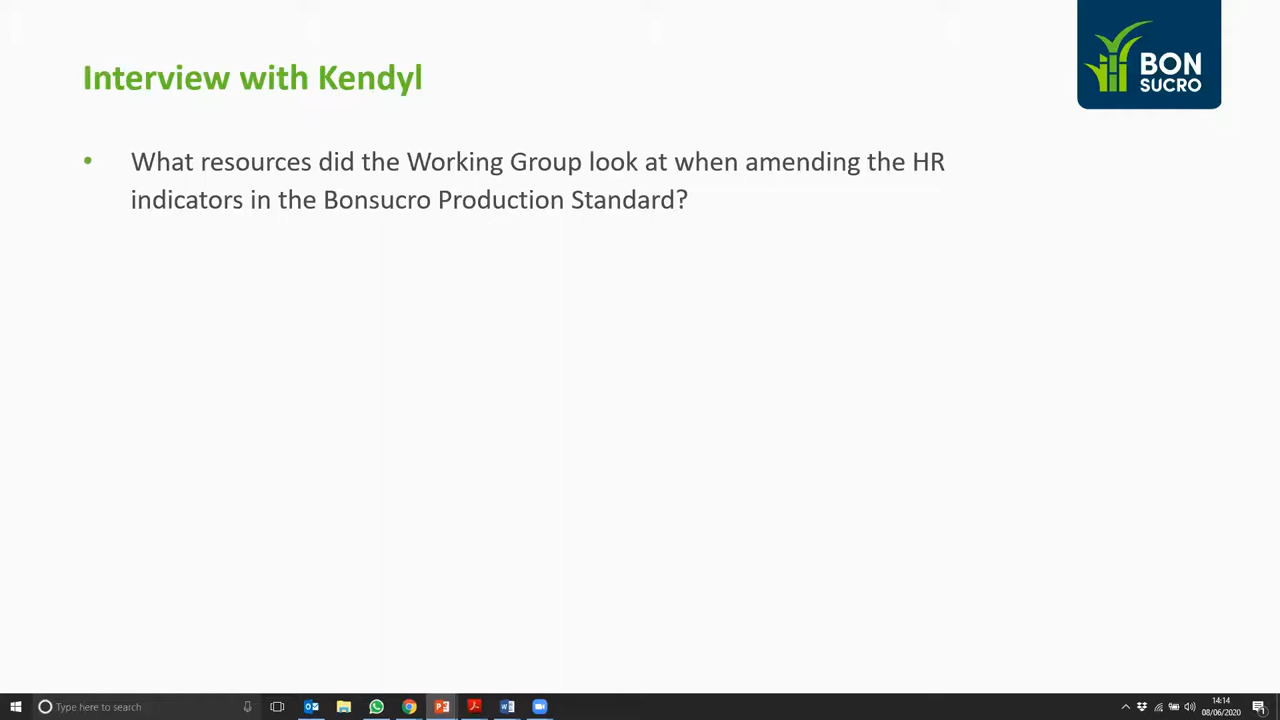 Interview with Kendyl
BON
SUCRO
• What resources did the Working Group look at when amending the HR
indicators in the Bonsucro Production Standard?
Type here to search
14:14
08/06/2020